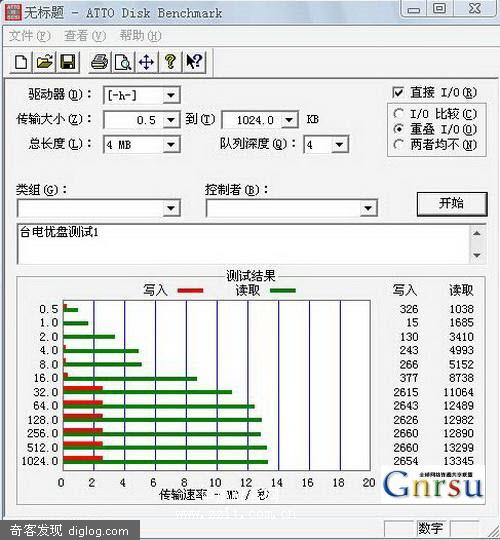 无标题 - ATTO Disk Benchmark
文件(F) 查看(V) 帮助(H)
驱动器(D): [-h-] 直接 I/O(R)
传输大小(Z): 0.5 到(T) 1024.0 KB I/O 比较(C)
重叠 I/O(O)
总长度(L): 4 MB 队列深度(Q): 4 两者均不(N)
类组(G): 控制者(B):
开始
台电优盘测试1
测试结果
写入 读取 写入 读取
0.5 326 1038
1.0 15 1685
2.0 130 3410
4.0 243 4993
8.0 266 5152
16.0 377 8738
32.0 2615 11064
64.0 2643 12489
128.0 2626 12982
256.0 2660 12890
512.0 2660 13299
1024.0 2654 13345
0 2 4 6 8 10 12 14 16 18 20
传输速率 - MB / 秒
Gnrsu
奇客发现 diglog.com
数字